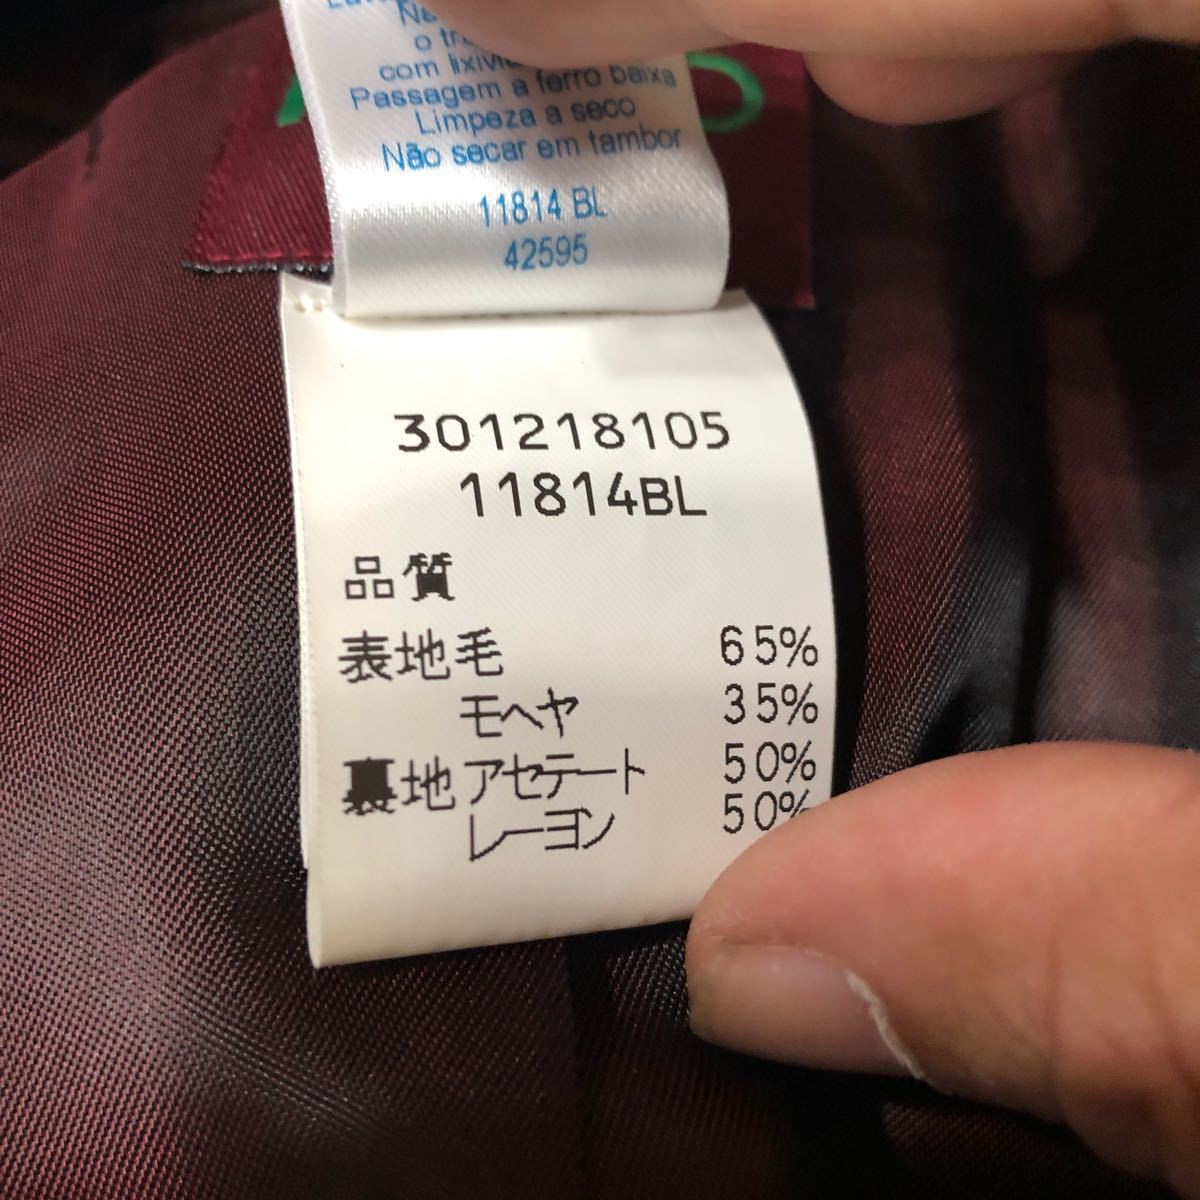 o
com
Passagem a ferro baixa
Limpeza a seco
Não secar em tambor
11814 BL
42595
301218105
11814BL
品質
表地毛 65%
モヘヤ 35%
裏地アセテート 50%
レーヨン 50%